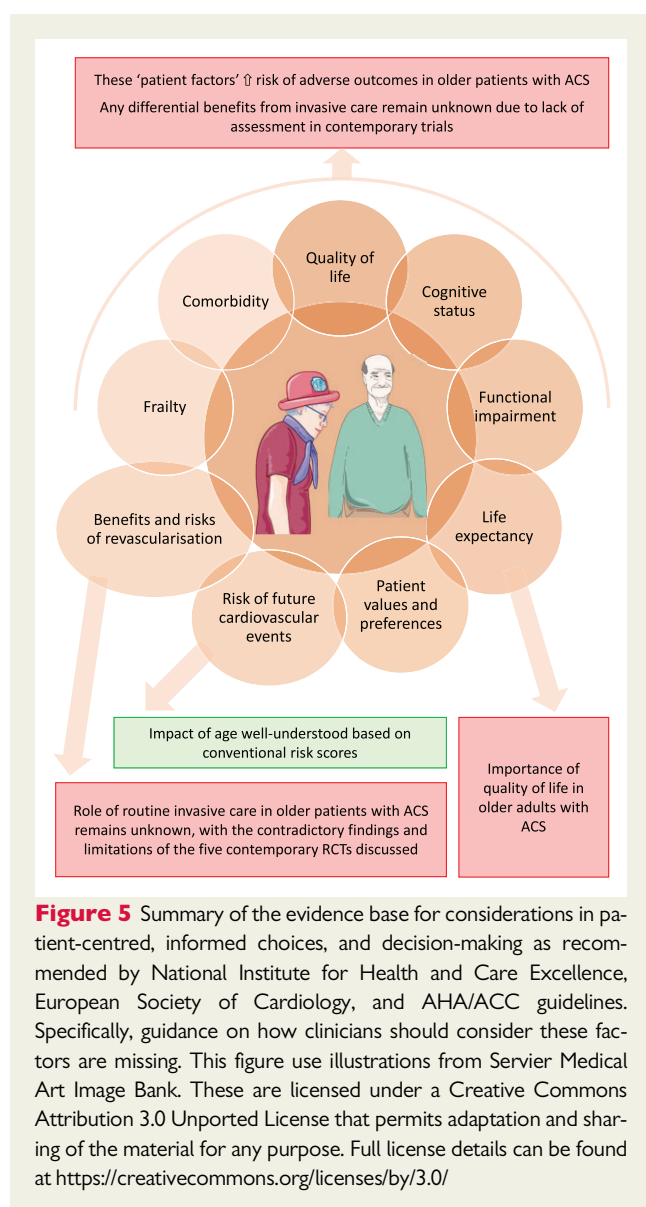 These ‘patient factors’ ⇧ risk of adverse outcomes in older patients with ACS
Any differential benefits from invasive care remain unknown due to lack of
assessment in contemporary trials
Quality of
life
Comorbidity
Cognitive
status
Frailty
Functional
impairment
Benefits and risks
of revascularisation
Life
expectancy
Risk of future
cardiovascular
events
Patient
values and
preferences
Impact of age well-understood based on
conventional risk scores
Importance of
quality of life in
older adults with
ACS
Role of routine invasive care in older patients with ACS
remains unknown, with the contradictory findings and
limitations of the five contemporary RCTs discussed
Figure 5 Summary of the evidence base for considerations in pa-
tient-centred, informed choices, and decision-making as recom-
mended by National Institute for Health and Care Excellence,
European Society of Cardiology, and AHA/ACC guidelines.
Specifically, guidance on how clinicians should consider these fac-
tors are missing. This figure use illustrations from Servier Medical
Art Image Bank. These are licensed under a Creative Commons
Attribution 3.0 Unported License that permits adaptation and shar-
ing of the material for any purpose. Full license details can be found
at https://creativecommons.org/licenses/by/3.0/